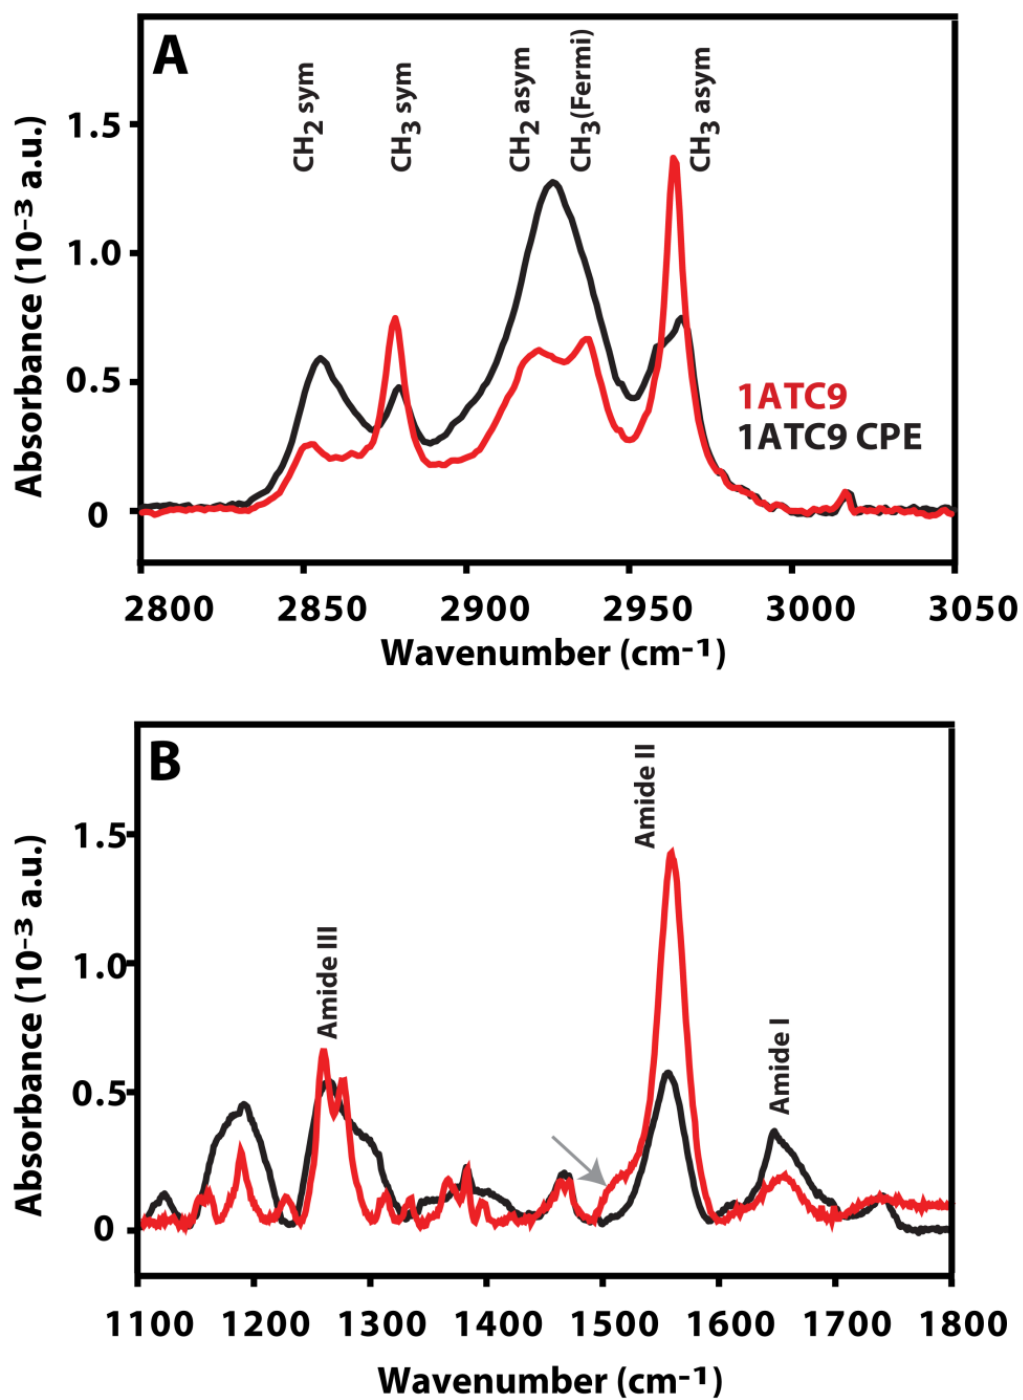 A
CH2 sym
CH3 sym
CH2 asym
CH3(Fermi)
CH3 asym
Absorbance (10-3 a.u.)
1.5
1.0
0.5
0
1ATC9
1ATC9 CPE
2800 2850 2900 2950 3000 3050
Wavenumber (cm-1)
B
Amide III
Amide II
Amide I
Absorbance (10-3 a.u.)
1.5
1.0
0.5
0
1100 1200 1300 1400 1500 1600 1700 1800
Wavenumber (cm-1)